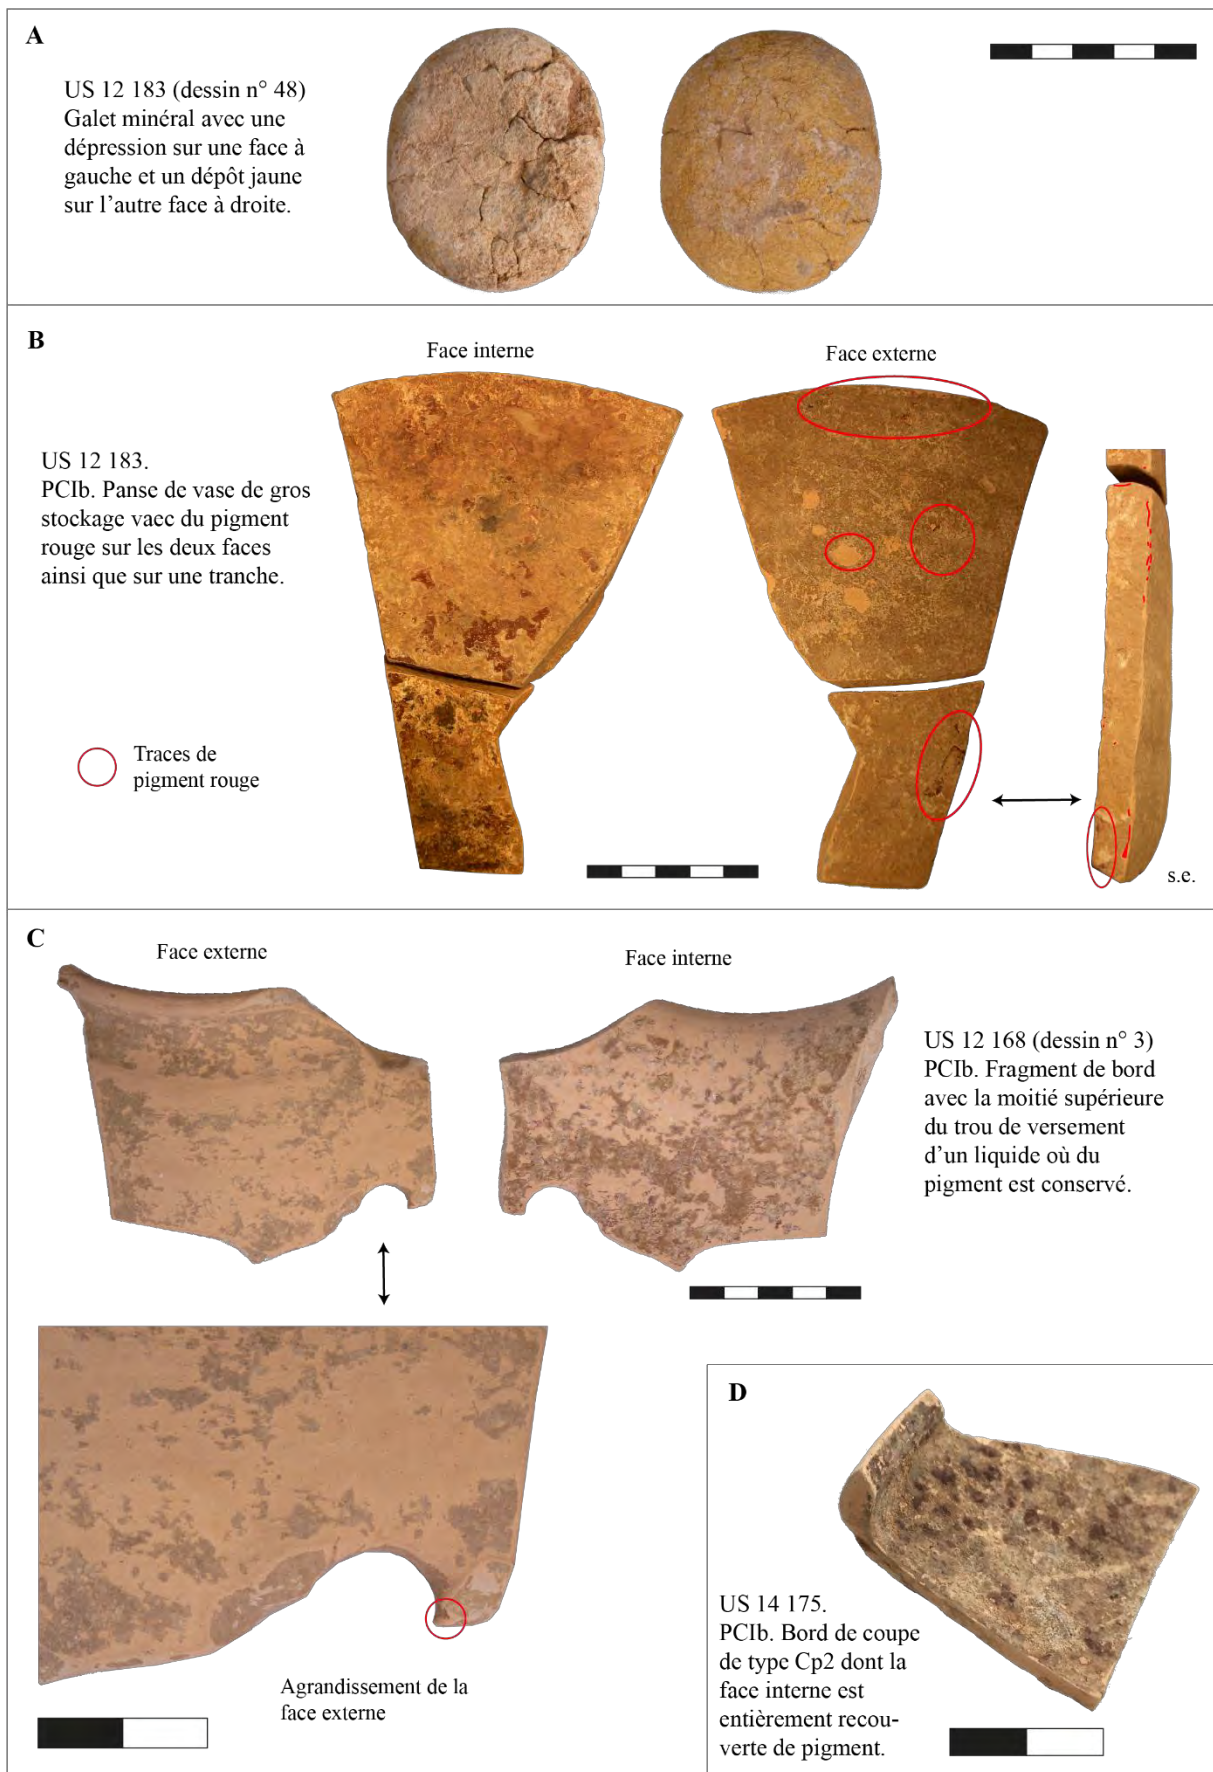 A
US 12 183 (dessin n° 48)
Galet minéral avec une
dépression sur une face à
gauche et un dépôt jaune
sur l'autre face à droite.
B
Face interne
Face externe
US 12 183.
PCIb. Panse de vase de gros
stockage vaec du pigment
rouge sur les deux faces
ainsi que sur une tranche.
Traces de
pigment rouge
s.e.
C
Face externe
Face interne
US 12 168 (dessin n° 3)
PCIb. Fragment de bord
avec la moitié supérieure
du trou de versement
d'un liquide où du
pigment est conservé.
Agrandissement de la
face externe
D
US 14 175.
PCIb. Bord de coupe
de type Cp2 dont la
face interne est
entièrement recou-
verte de pigment.